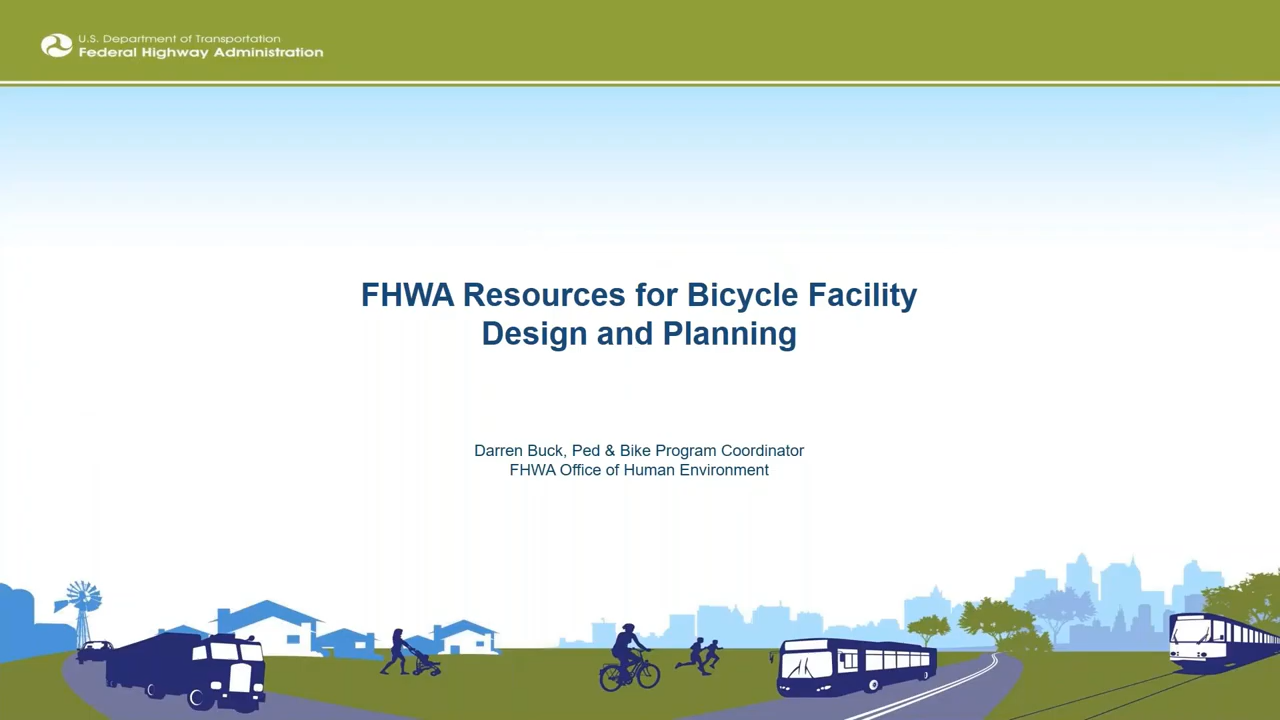 U.S. Department of Transportation
Federal Highway Administration
FHWA Resources for Bicycle Facility
Design and Planning
Darren Buck, Ped & Bike Program Coordinator
FHWA Office of Human Environment